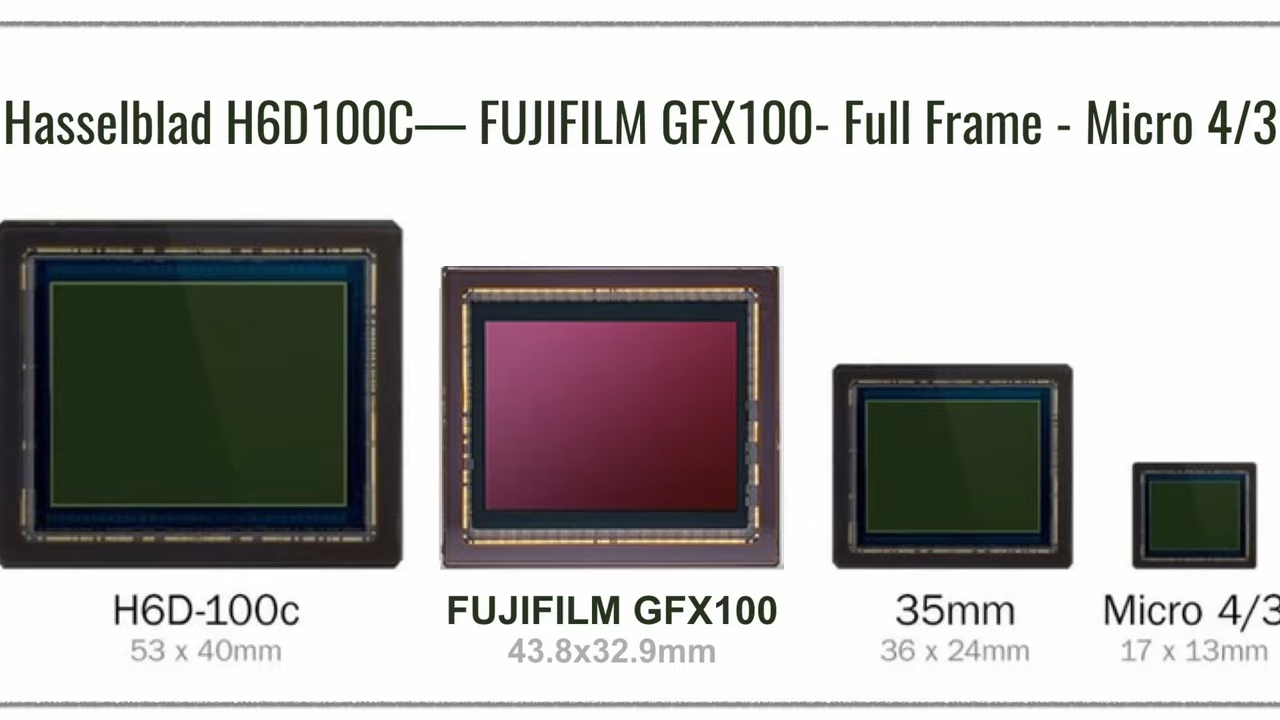 Hasselblad H6D100C— FUJIFILM GFX100- Full Frame - Micro 4/3
H6D-100c
53 x 40mm
FUJIFILM GFX100
43.8x32.9mm
35mm
36 x 24mm
Micro 4/3
17 x 13mm